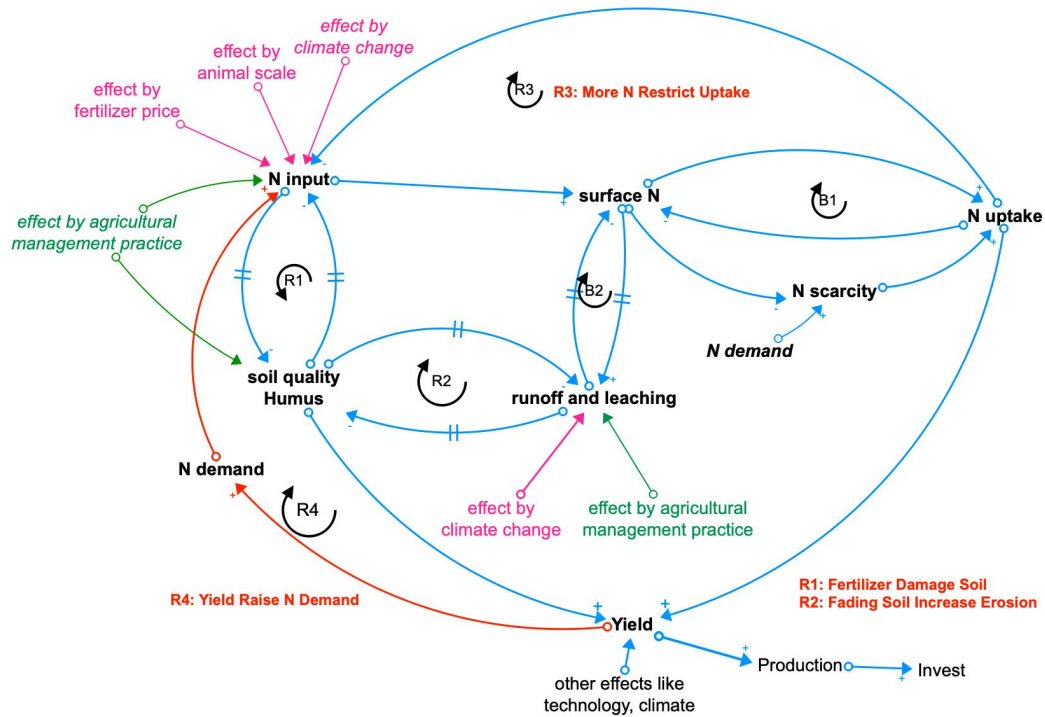 effect by
climate change
effect by
animal scale
effect by
fertilizer price
R3
R3: More N Restrict Uptake
-
N input
+
-
surface N
+
-
+
B1
-
N uptake
+
effect by agricultural
management practice
R1
B2
N scarcity
-
+
N demand
-
soil quality
Humus
R2
-
+
runoff and leaching
-
N demand
+
R4
effect by
climate change
effect by agricultural
management practice
R4: Yield Raise N Demand
R1: Fertilizer Damage Soil
R2: Fading Soil Increase Erosion
+
+
Yield
+
Production
+
Invest
other effects like
technology, climate